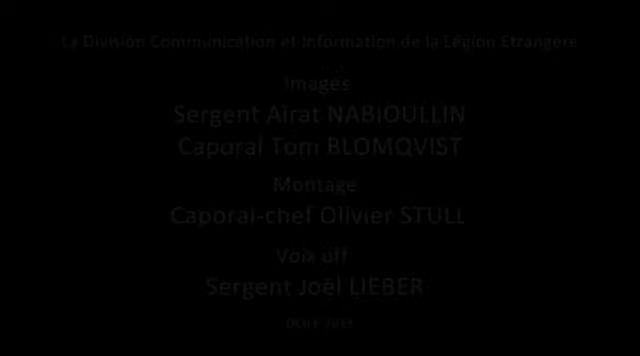 La Division Communication et Information de la Légion Etrangere
Images
Sergent Aïrat NABIOULLIN
Caporal Tom BLOMQVIST
Montage
Caporal-chef Olivier STULL
Voix off
Sergent Joël LIEBER